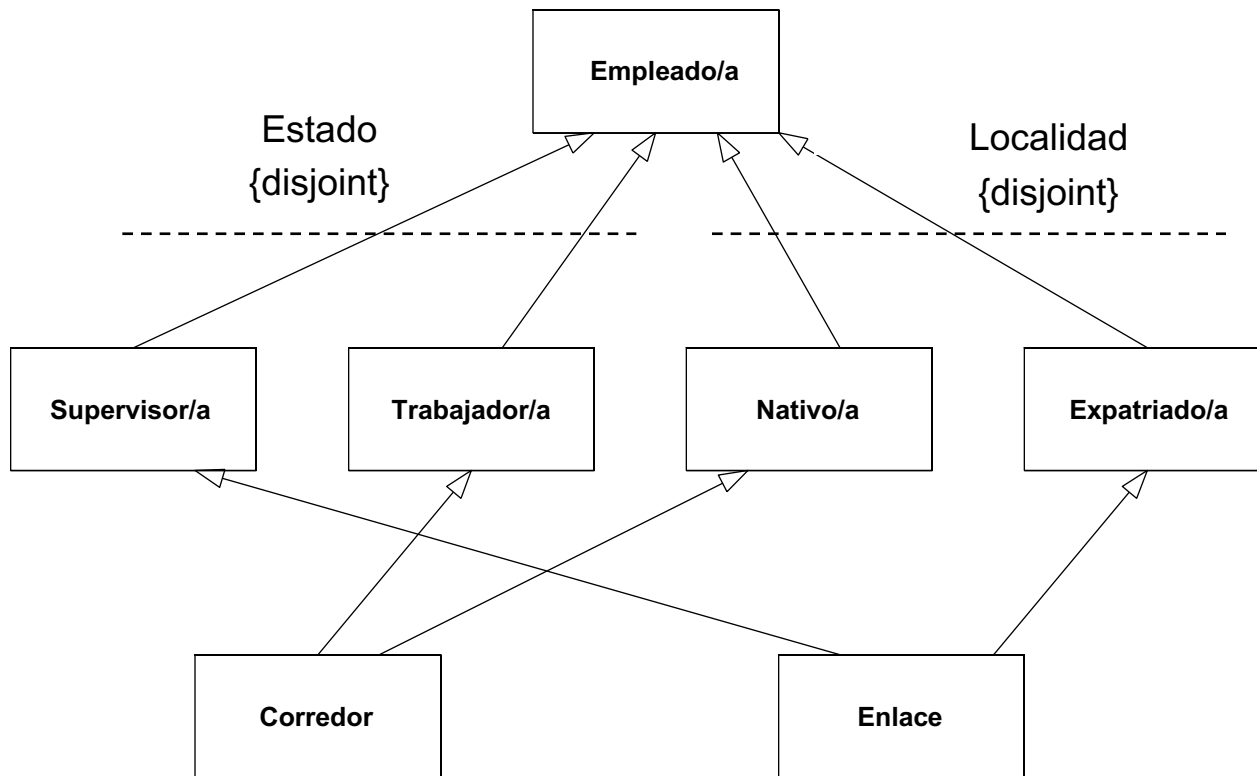 Empleado/a
Estado
{disjoint}
Localidad
{disjoint}
Supervisor/a
Trabajador/a
Nativo/a
Expatriado/a
Corredor
Enlace